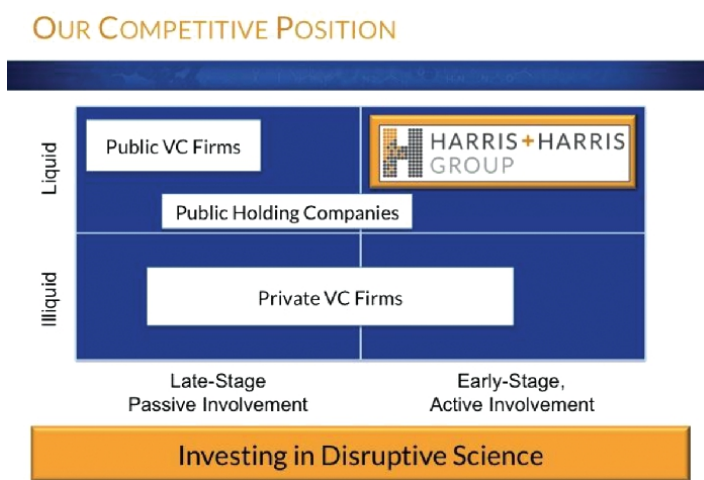 OUR COMPETITIVE POSITION
Liquid
Public VC Firms
HARRIS+HARRIS
GROUP
Public Holding Companies
Illiquid
Private VC Firms
Late-Stage
Passive Involvement
Early-Stage,
Active Involvement
Investing in Disruptive Science